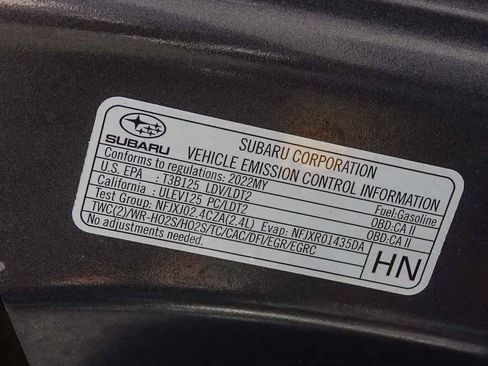 SUBARU
SUBARU CORPORATION
VEHICLE EMISSION CONTROL INFORMATION
Conforms to regulations: 2022MY
Fuel:Gasoline
U.S. EPA : T3B125 LDV/LDT2
OBD:CA II
California : ULEV125 PC/LDT2
OBD:CA II
Test Group: NFJXJ02.4CZA(2.4L) Evap: NFJXR01435DA
TWC(2)/WR-HO2S/HO2S/TC/CAC/DFI/EGR/EGRC
No adjustments needed.
HN